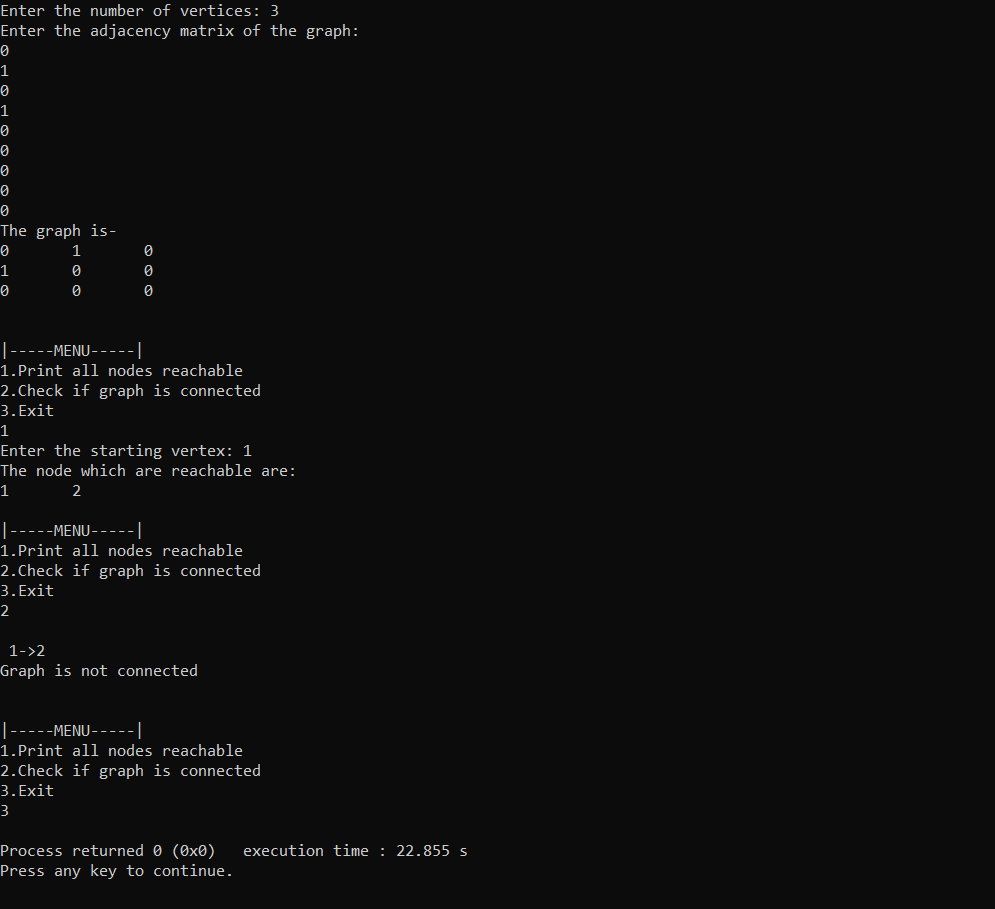 Enter the number of vertices: 3
Enter the adjacency matrix of the graph:
0
1
0
1
0
0
0
0
0
The graph is-
0       1       0
1       0       0
0       0       0
|-----MENU-----|
1.Print all nodes reachable
2.Check if graph is connected
3.Exit
1
Enter the starting vertex: 1
The node which are reachable are:
1       2
|-----MENU-----|
1.Print all nodes reachable
2.Check if graph is connected
3.Exit
2
 1->2
Graph is not connected
|-----MENU-----|
1.Print all nodes reachable
2.Check if graph is connected
3.Exit
3
Process returned 0 (0x0)   execution time : 22.855 s
Press any key to continue.